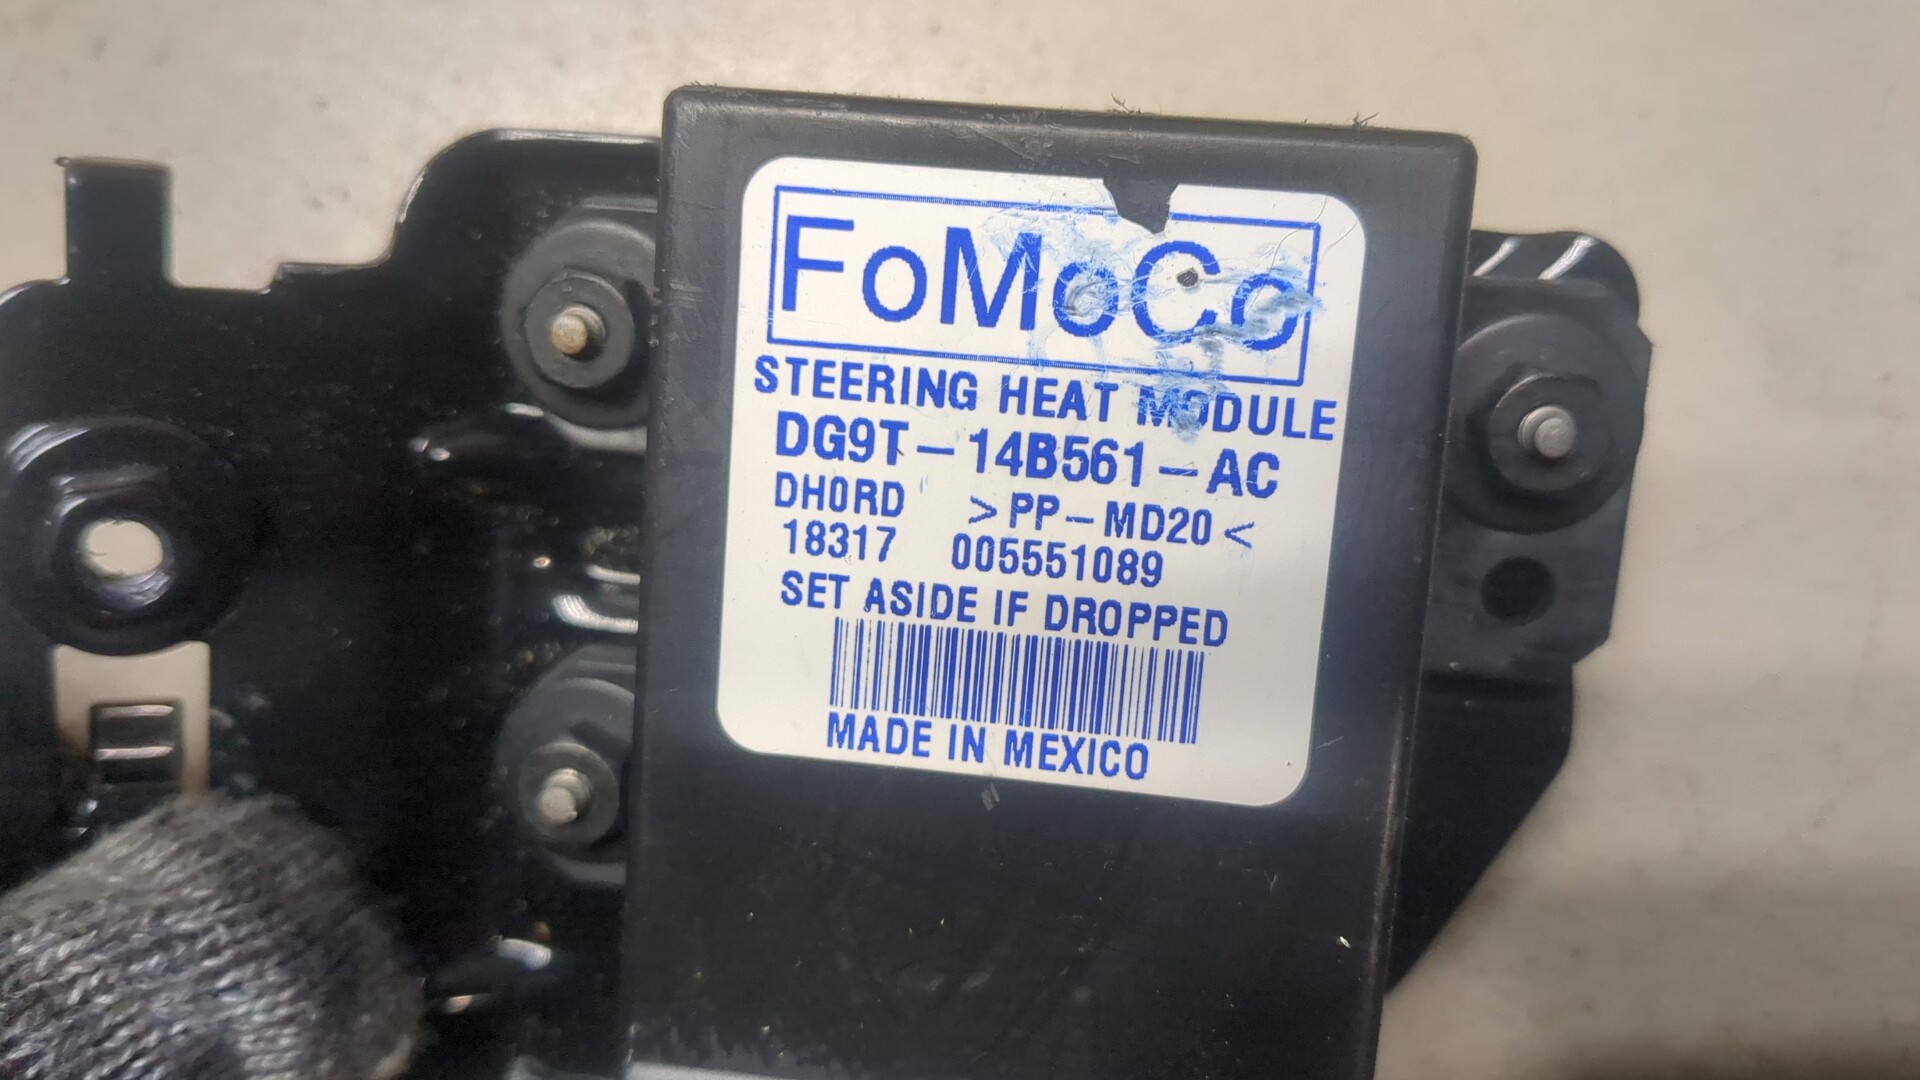 FoMoCo
STEERING HEAT MODULE
DG9T-14B561-AC
DH0RD >PP-MD20<
18317 005551089
SET ASIDE IF DROPPED
MADE IN MEXICO